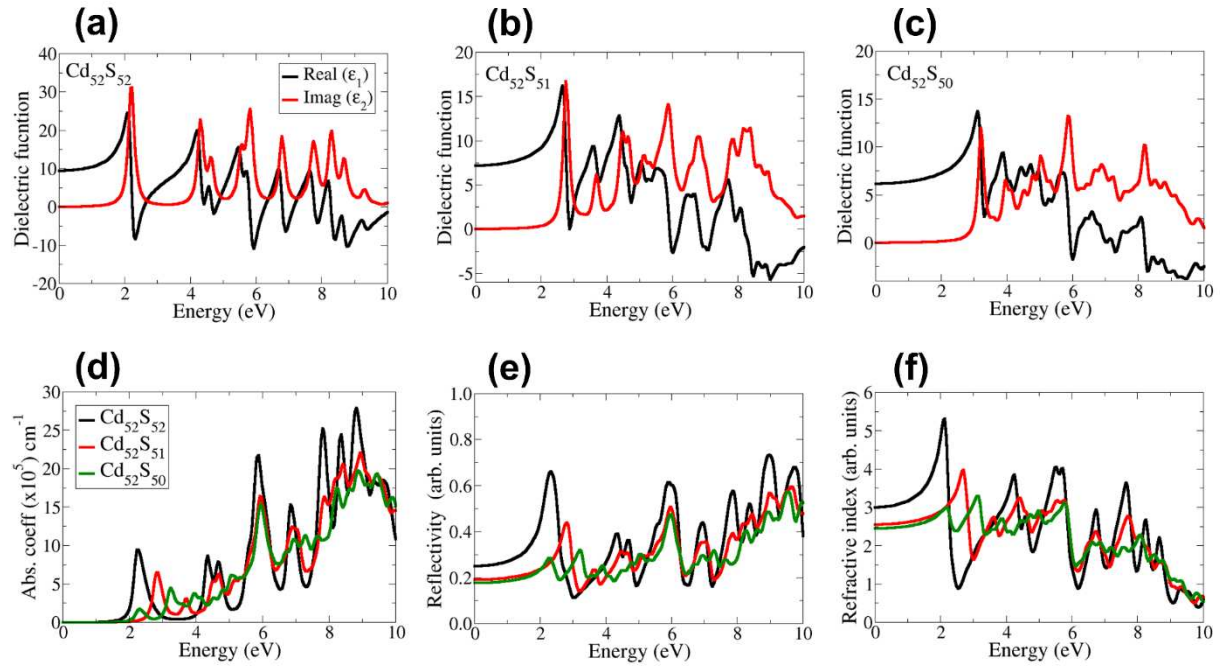 (a)
Cd52S52
Real (ε1)
Imag (ε2)
Dielectric fucntion
40
30
20
10
0
-10
-20
0 2 4 6 8 10
Energy (eV)
(b)
Cd52S51
Dielectric function
20
15
10
5
0
-5
0 2 4 6 8 10
Energy (eV)
(c)
Cd52S50
Dielectric function
20
15
10
5
0
0 2 4 6 8 10
Energy (eV)
(d)
Cd52S52
Cd52S51
Cd52S50
Abs. coeff (x10^5) cm^-1
30
25
20
15
10
5
0
0 2 4 6 8 10
Energy (eV)
(e)
Reflectivity (arb. units)
1.0
0.8
0.6
0.4
0.2
0.0
0 2 4 6 8 10
Energy (eV)
(f)
Refractive index (arb. units)
6
5
4
3
2
1
0
0 2 4 6 8 10
Energy (eV)